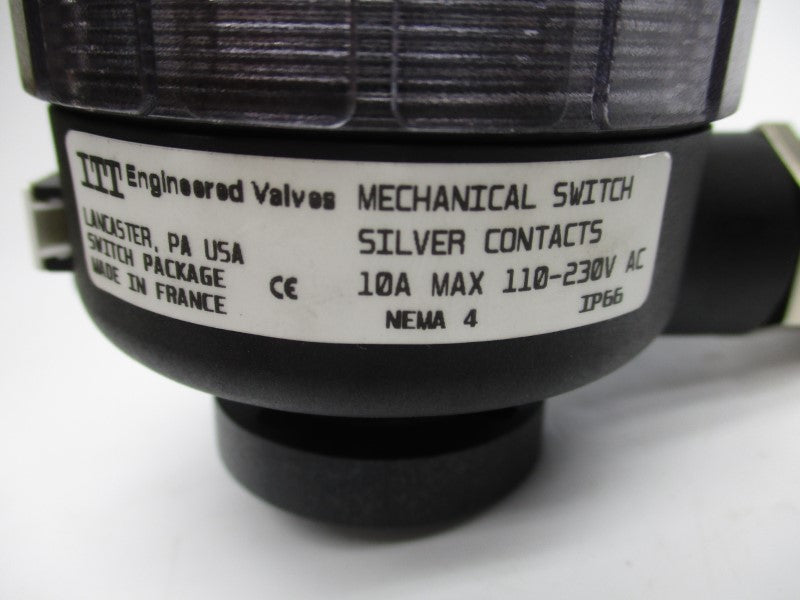 ITT Engineered Valves
LANCASTER, PA USA
SWITCH PACKAGE
MADE IN FRANCE
CE
MECHANICAL SWITCH
SILVER CONTACTS
10A MAX 110-230V AC
NEMA 4
IP66